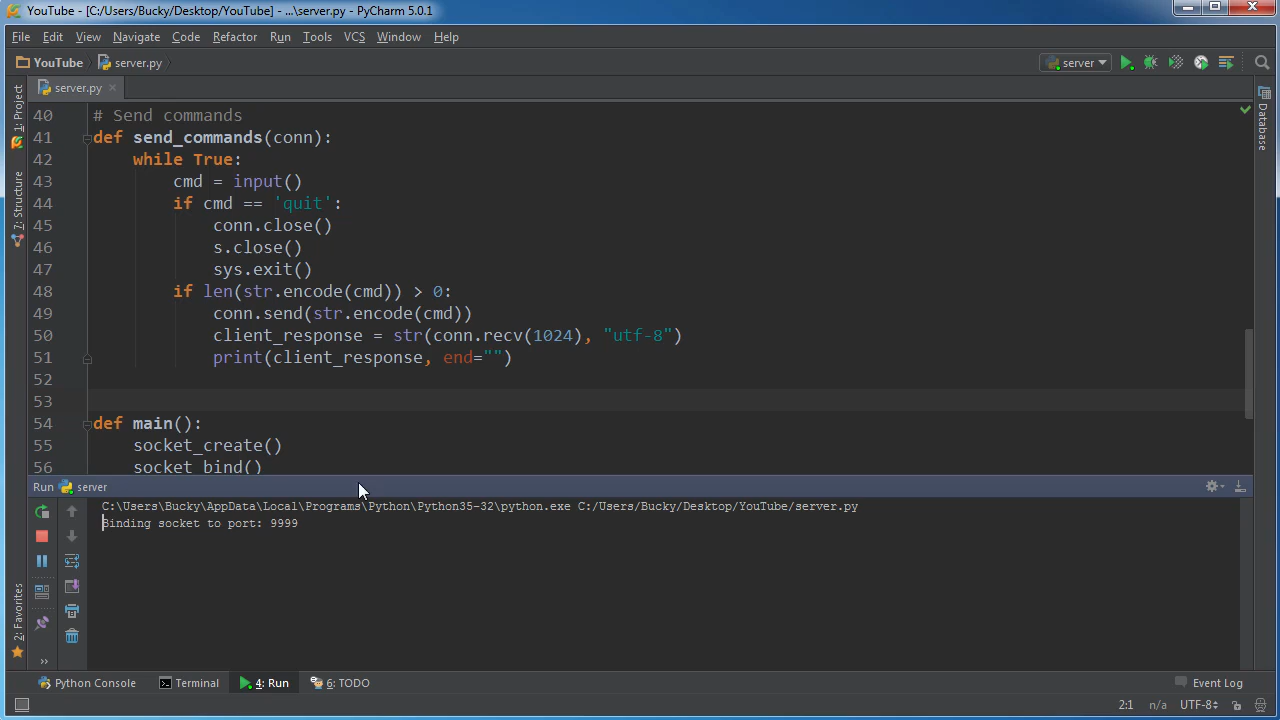 YouTube - [C:/Users/Bucky/Desktop/YouTube] - ...\server.py - PyCharm 5.0.1
File Edit View Navigate Code Refactor Run Tools VCS Window Help
YouTube server.py server
server.py
1: Project
7: Structure
2: Favorites
Database
40 # Send commands
41 def send_commands(conn):
42 while True:
43 cmd = input()
44 if cmd == 'quit':
45 conn.close()
46 s.close()
47 sys.exit()
48 if len(str.encode(cmd)) > 0:
49 conn.send(str.encode(cmd))
50 client_response = str(conn.recv(1024), "utf-8")
51 print(client_response, end="")
52
53
54 def main():
55 socket_create()
56 socket_bind()
Run server
C:\Users\Bucky\AppData\Local\Programs\Python\Python35-32\python.exe C:/Users/Bucky/Desktop/YouTube/server.py
Binding socket to port: 9999
Python Console Terminal 4: Run 6: TODO Event Log
2:1 n/a UTF-8